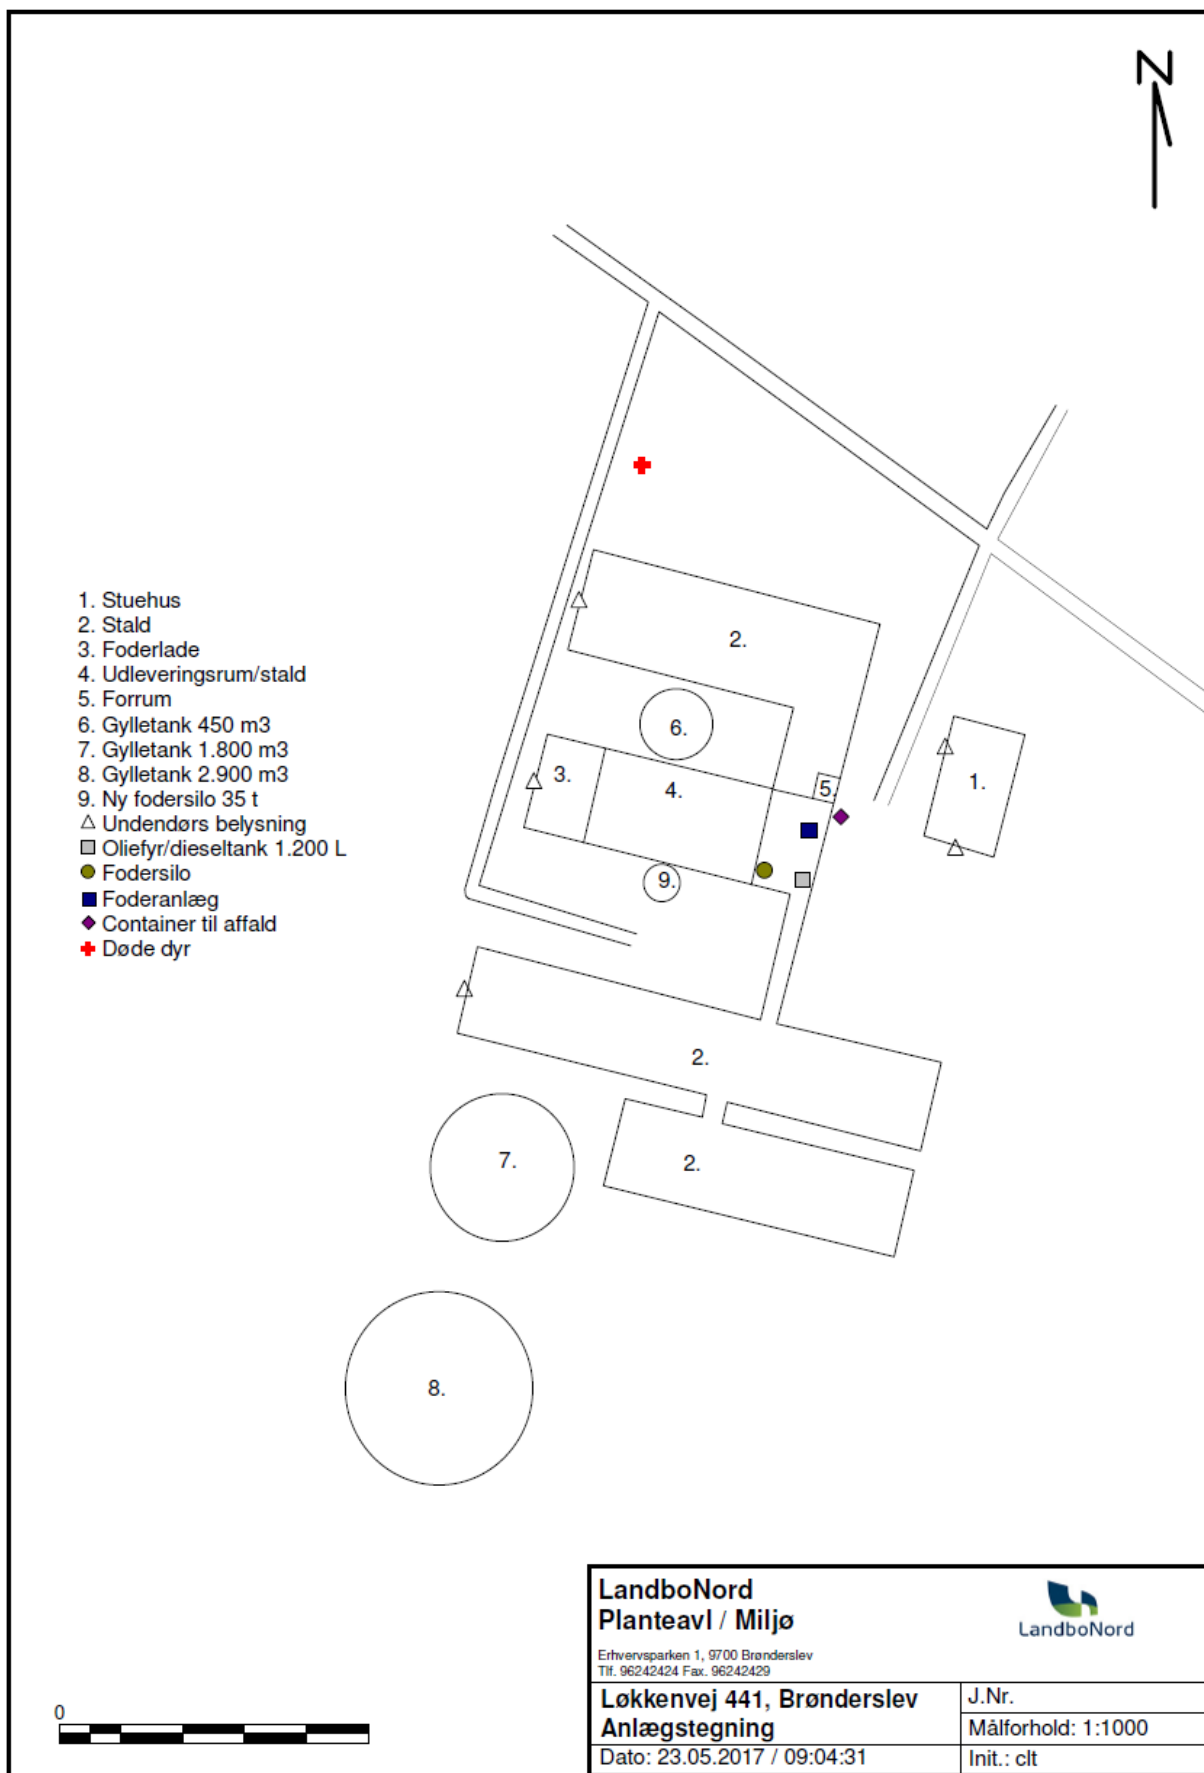 N
1. Stuehus
2. Stald
3. Foderlade
4. Udleveringsrum/stald
5. Forrum
6. Gylletank 450 m3
7. Gylletank 1.800 m3
8. Gylletank 2.900 m3
9. Ny fodersilo 35 t
Undendørs belysning
Oliefyr/dieseltank 1.200 L
Fodersilo
Foderanlæg
Container til affald
Døde dyr
2.
6.
3.
4.
5.
1.
9.
2.
2.
7.
8.
0
LandboNord
Planteavl / Miljø
LandboNord
Erhvervsparken 1, 9700 Brønderslev
Tlf. 96242424 Fax. 96242429
Løkkenvej 441, Brønderslev
Anlægstegning
J.Nr.
Målforhold: 1:1000
Dato: 23.05.2017 / 09:04:31
Init.: clt